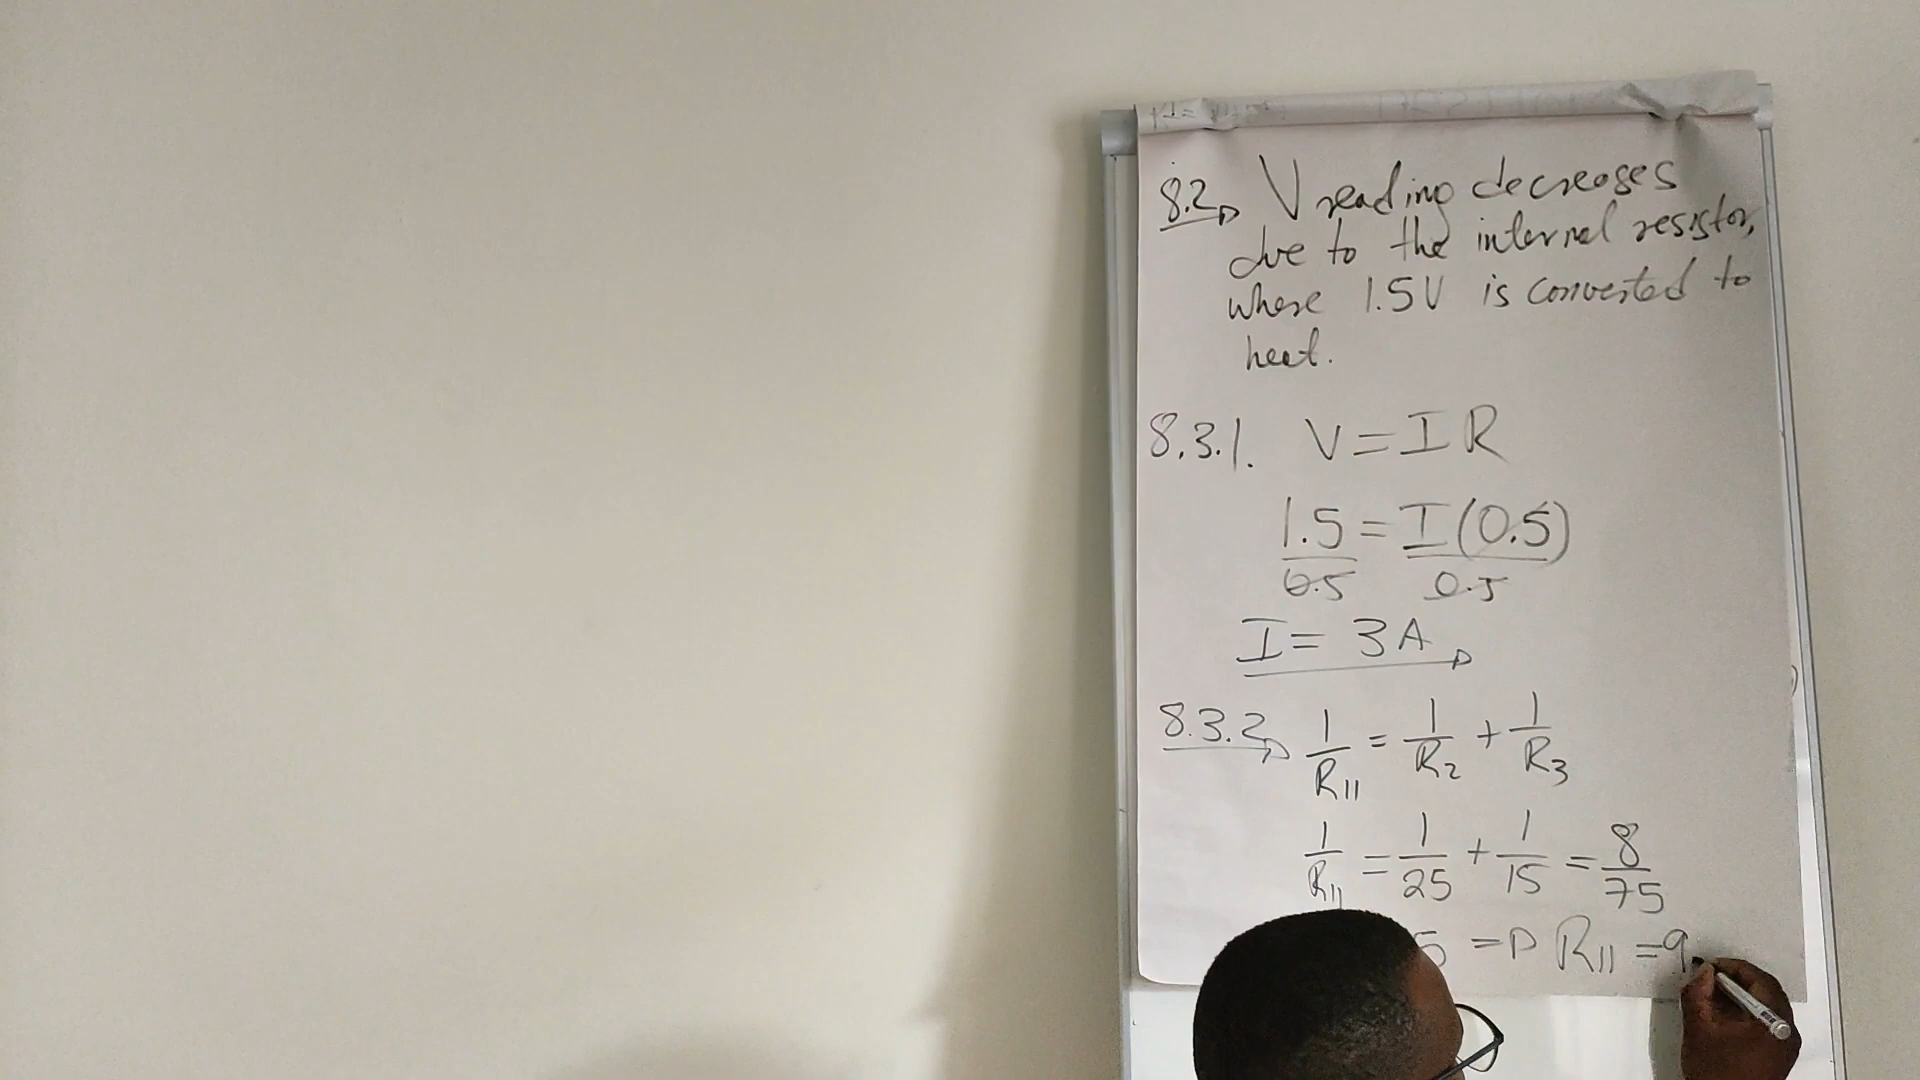 8.2 V reading decreases
due to the internal resistor,
where 1.5V is converted to
heat.
8.3.1. V = IR
1.5/0.5 = I(0.5)/0.5
I = 3A
8.3.2 1/R11 = 1/R2 + 1/R3
1/R11 = 1/25 + 1/15 = 8/75
5 => R11 = 9